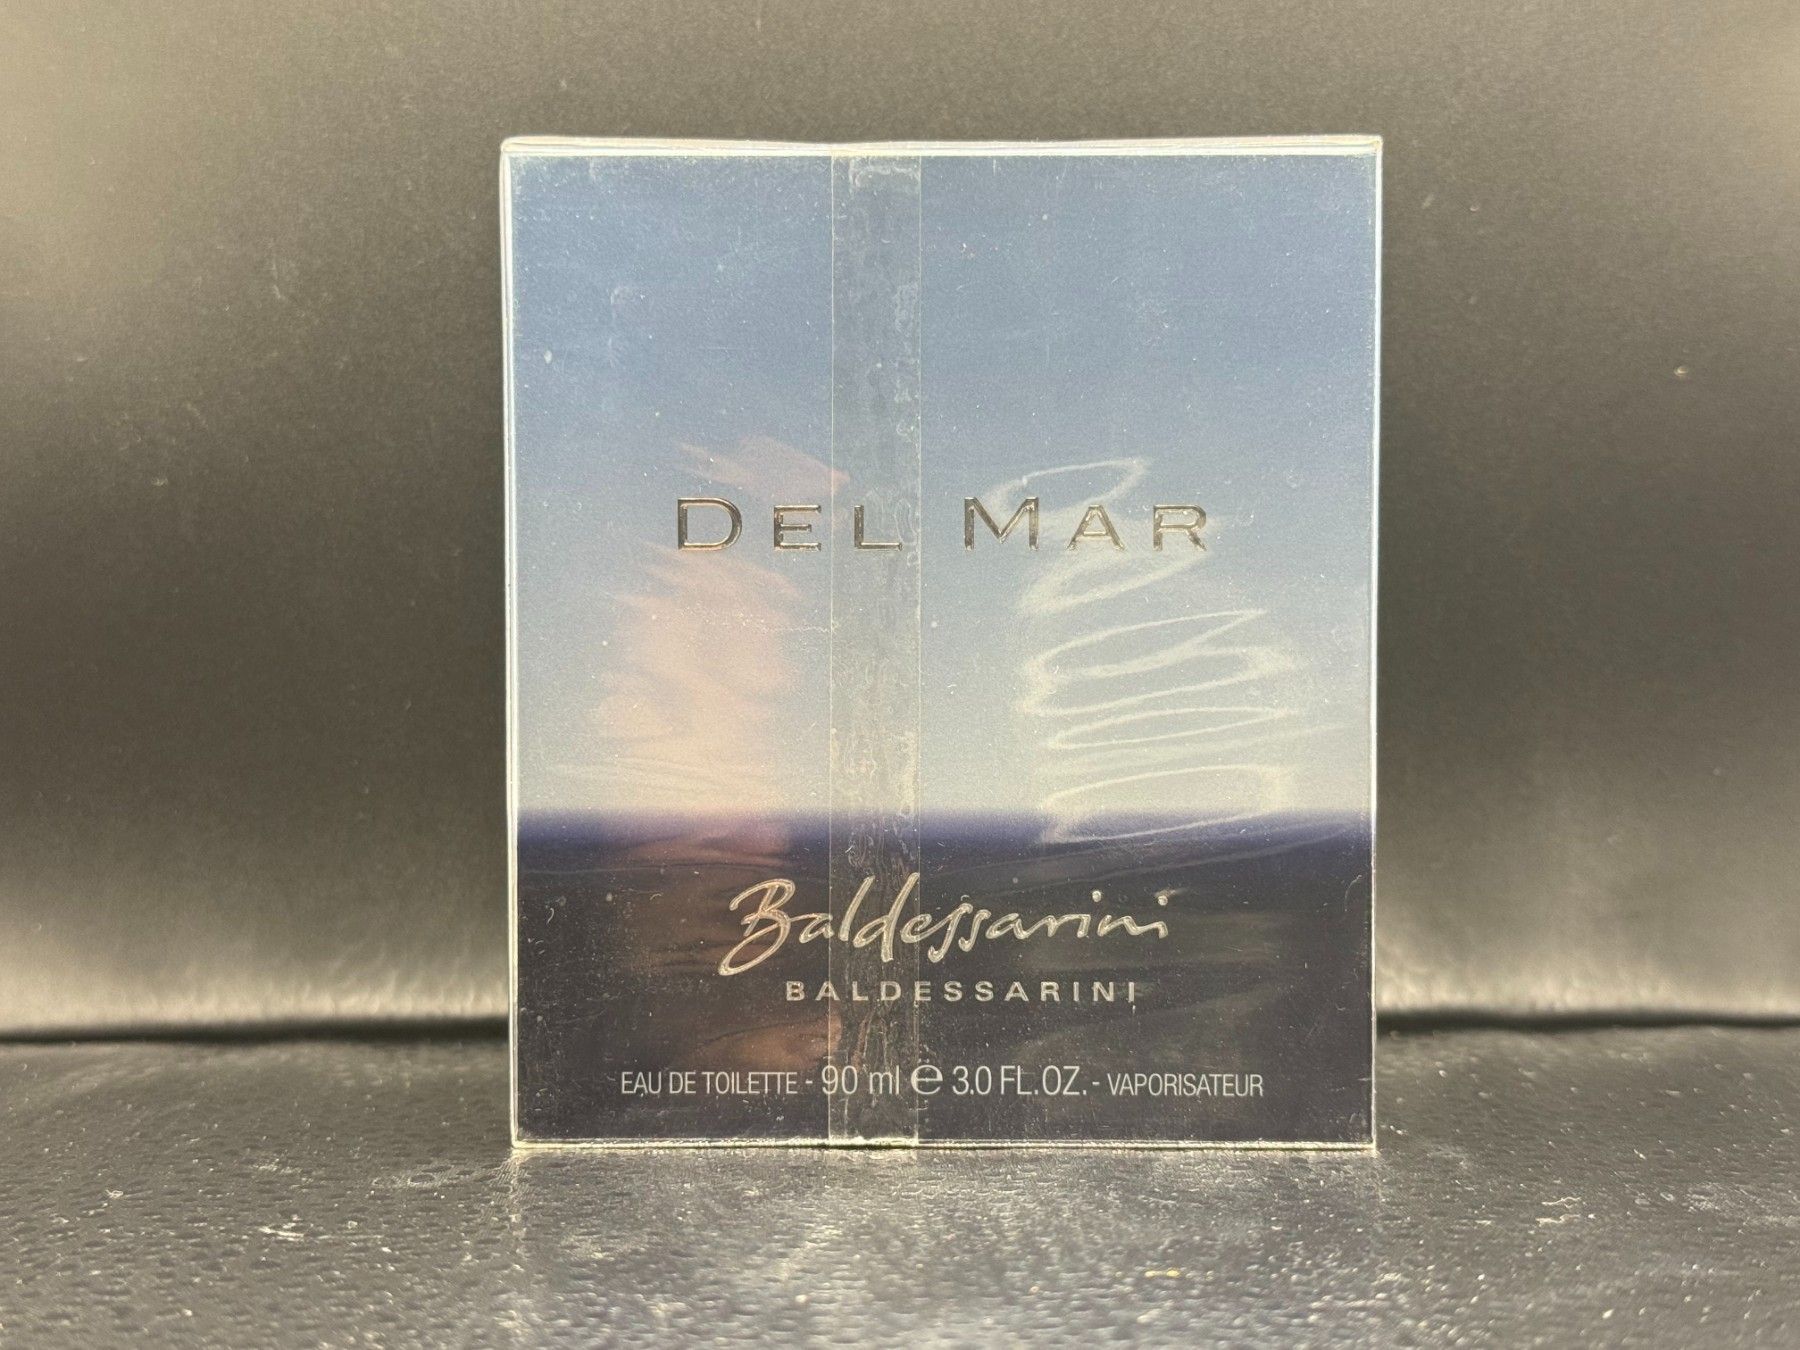 DEL MAR
Baldessarini
BALDESSARINI
EAU DE TOILETTE - 90 ml ℮ 3.0 FL.OZ. - VAPORISATEUR